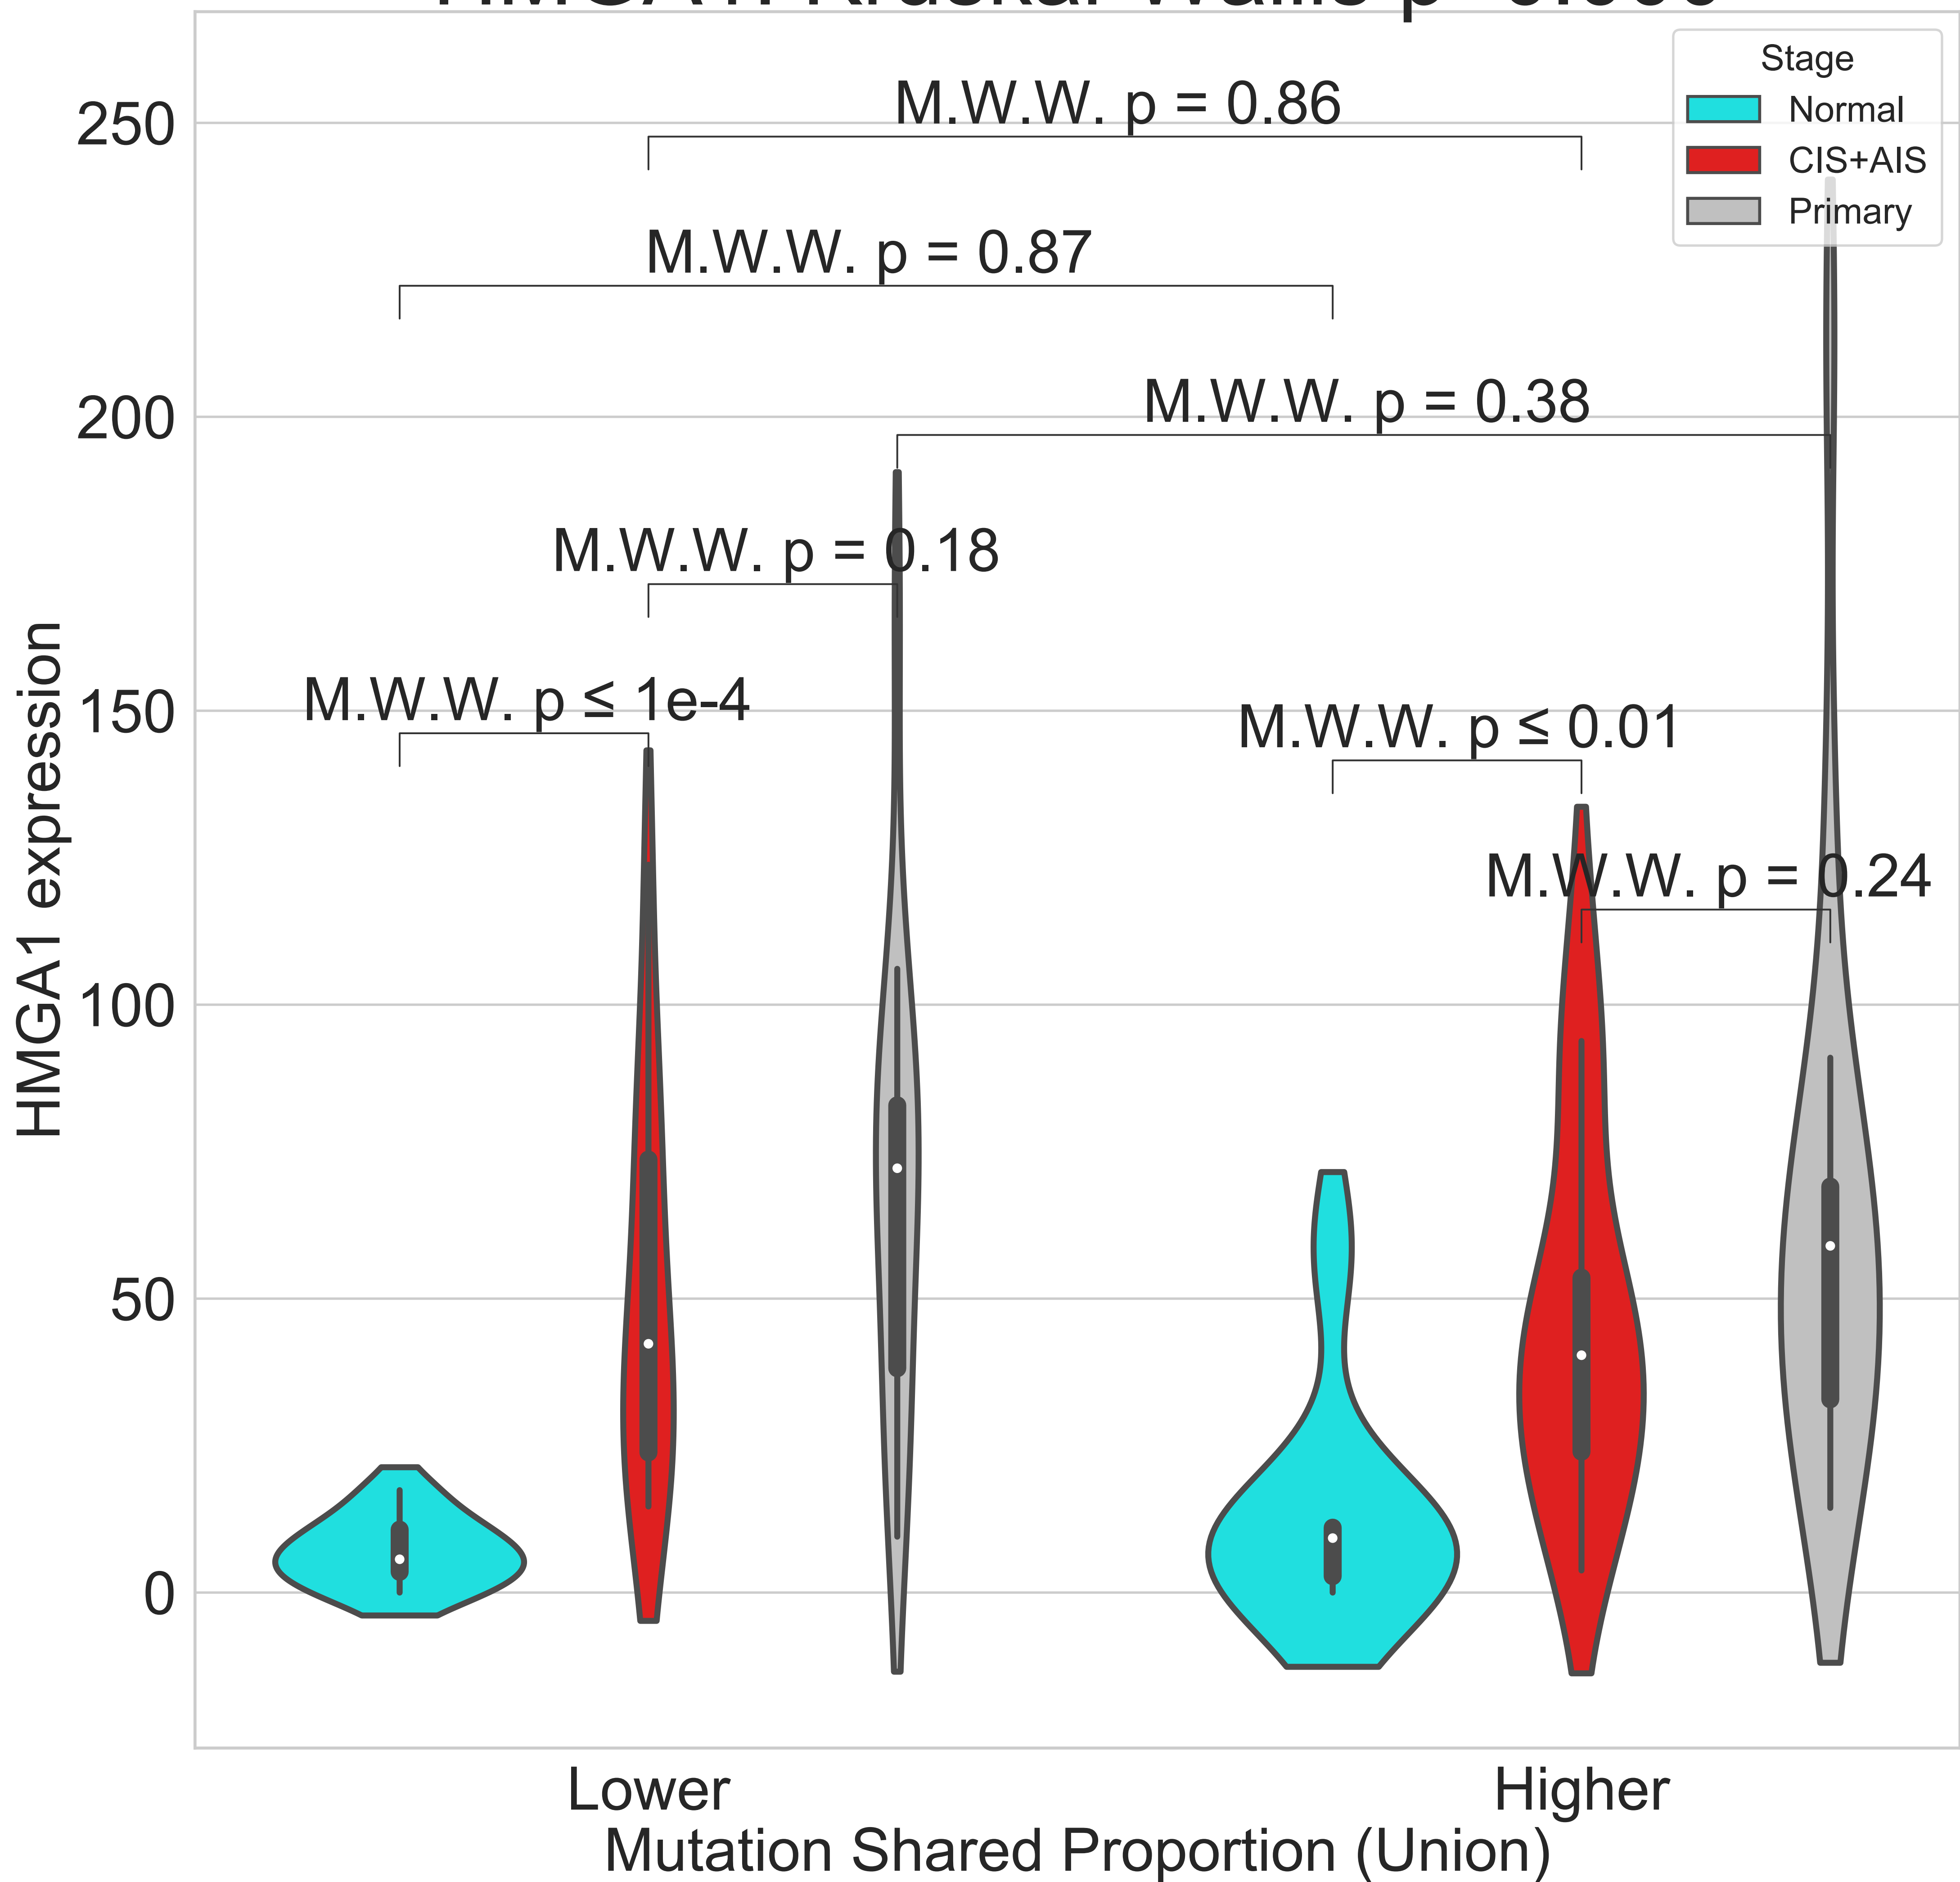 Stage
Normal
CIS+AIS
Primary
M.W.W. p = 0.86
M.W.W. p = 0.87
M.W.W. p = 0.38
M.W.W. p = 0.18
M.W.W. p ≤ 1e-4
M.W.W. p ≤ 0.01
M.W.W. p = 0.24
250
200
150
100
50
0
HMGA1 expression
Lower
Higher
Mutation Shared Proportion (Union)